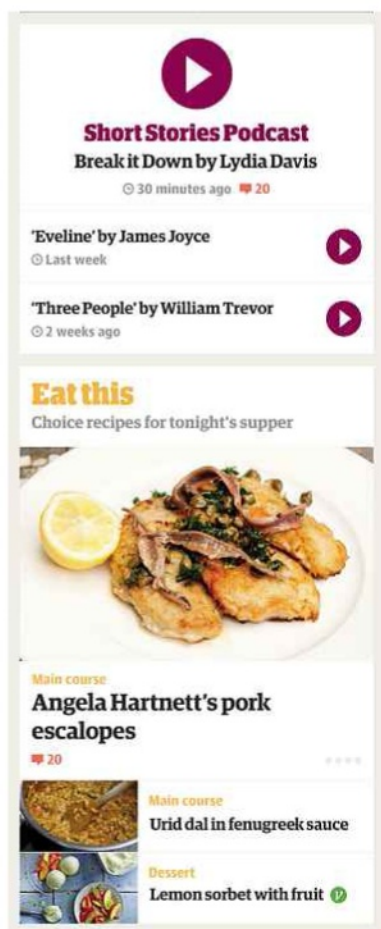 Short Stories Podcast
Break it Down by Lydia Davis
30 minutes ago 20
'Eveline' by James Joyce
Last week
'Three People' by William Trevor
2 weeks ago
Eat this
Choice recipes for tonight's supper
Main course
Angela Hartnett's pork
escalopes
20
Main course
Urid dal in fenugreek sauce
Dessert
Lemon sorbet with fruit V